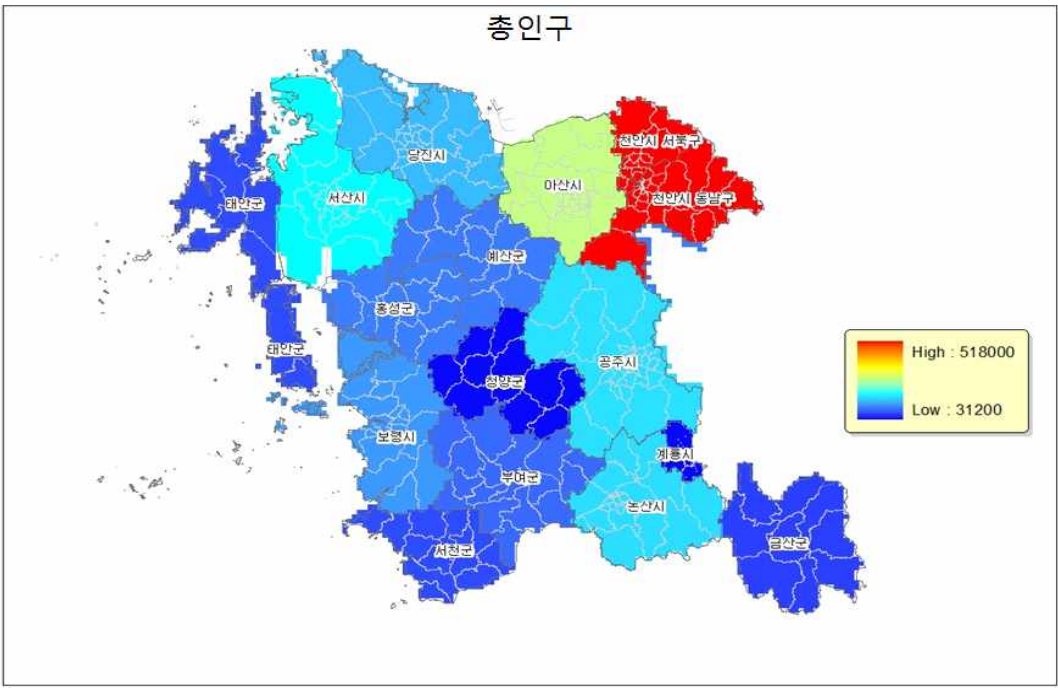 총인구
천안시 서북구
당진시
아산시
천안시 동남구
태안군
서산시
예산군
홍성군
태안군
High : 518000
공주시
청양군
Low : 31200
보령시
계룡시
부여군
논산시
서천군
금산군